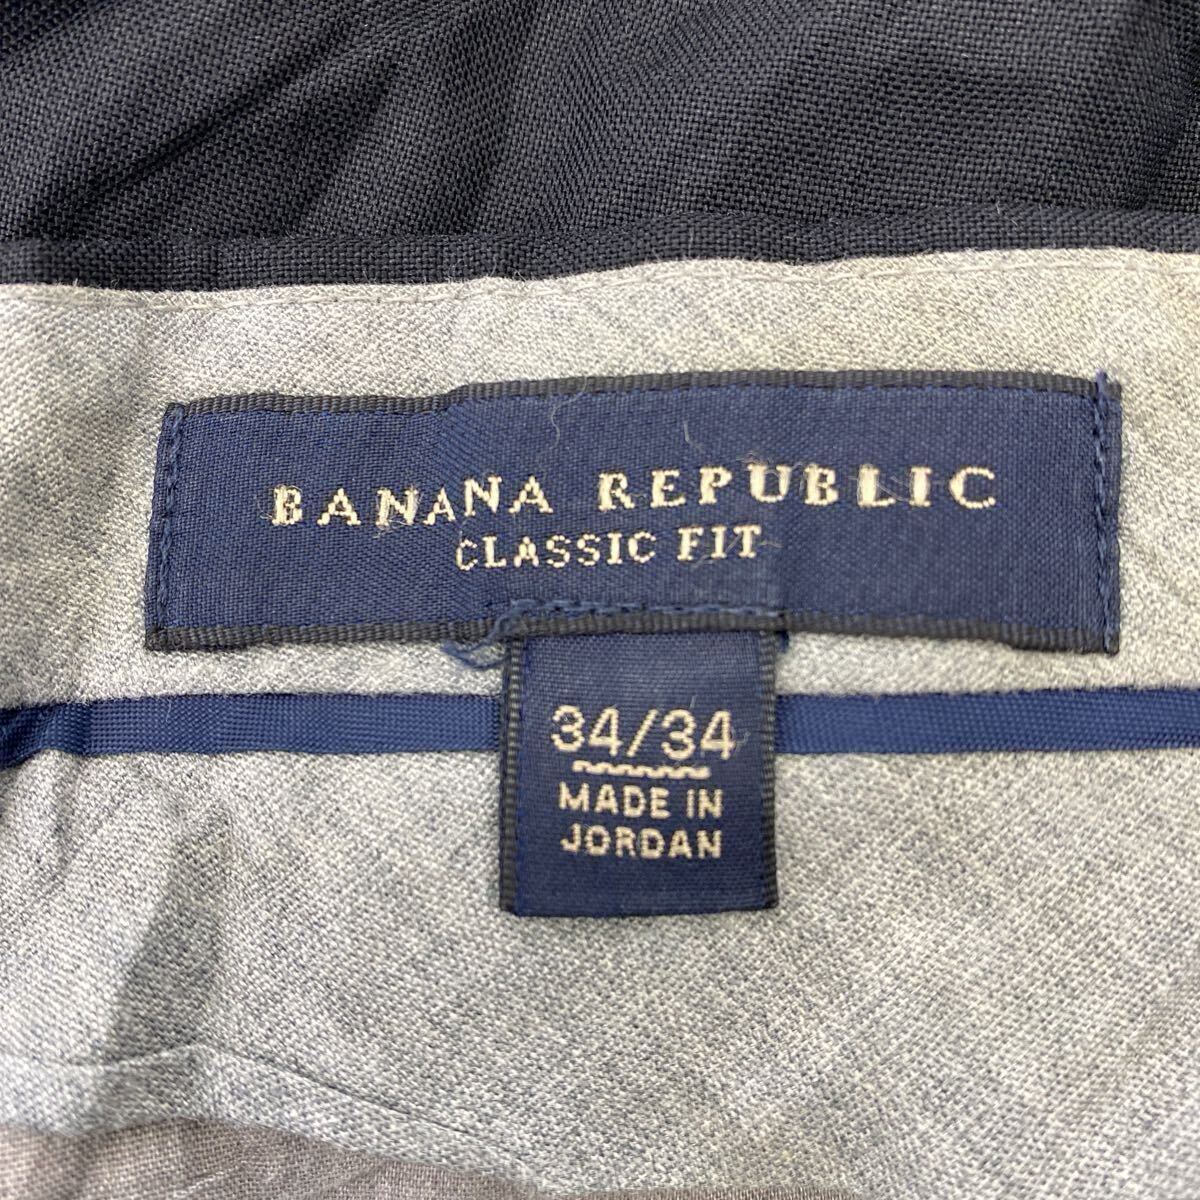 BANANA REPUBLIC
CLASSIC FIT
34/34
MADE IN
JORDAN